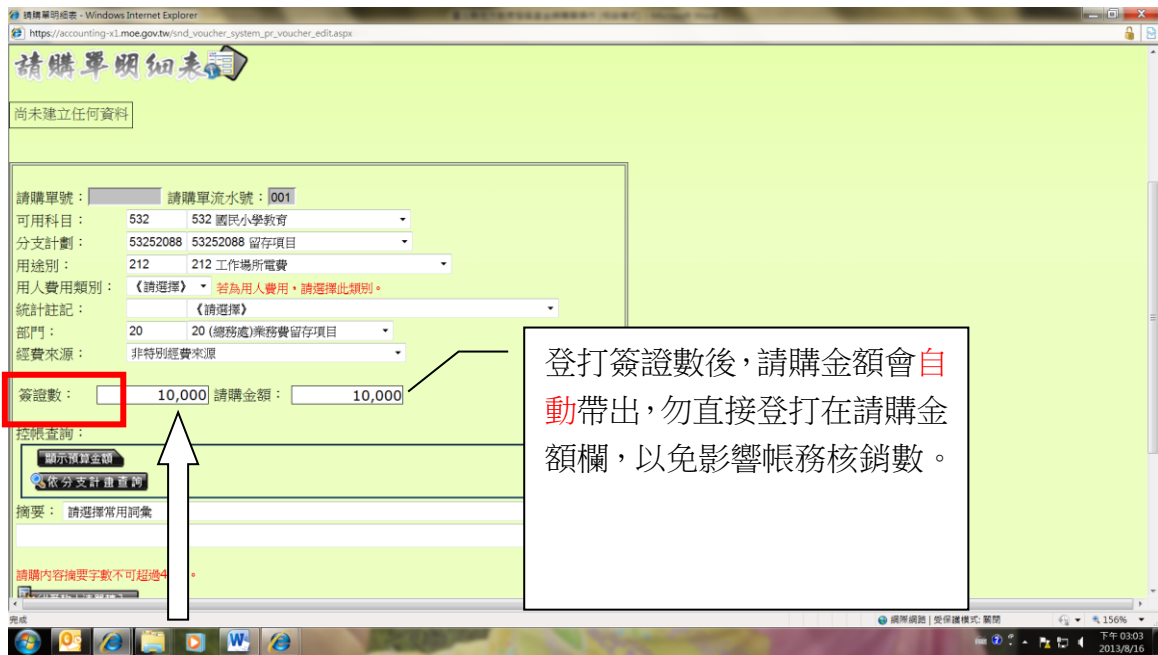 請購單明細表 - Windows Internet Explorer
https://accounting-x1.moe.gov.tw/snd_voucher_system_pr_voucher_edit.aspx
請購單明細表
尚未建立任何資料
請購單號： 請購單流水號：001
可用科目： 532 532 國民小學教育
分支計劃： 53252088 53252088 留存項目
用途別： 212 212 工作場所電費
用人費用類別： 《請選擇》 若為用人費用，請選擇此類別。
統計註記： 《請選擇》
部門： 20 20 (總務處)業務費留存項目
經費來源： 非特別經費來源
簽證數： 10,000 請購金額： 10,000
登打簽證數後，請購金額會自
動帶出，勿直接登打在請購金
額欄，以免影響帳務核銷數。
控帳查詢：
顯示預算金額
依分支計畫查詢
摘要： 請選擇常用詞彙
請購內容摘要字數不可超過4
。
完成
網際網路 | 受保護模式: 關閉
156%
下午 03:03
2013/8/16